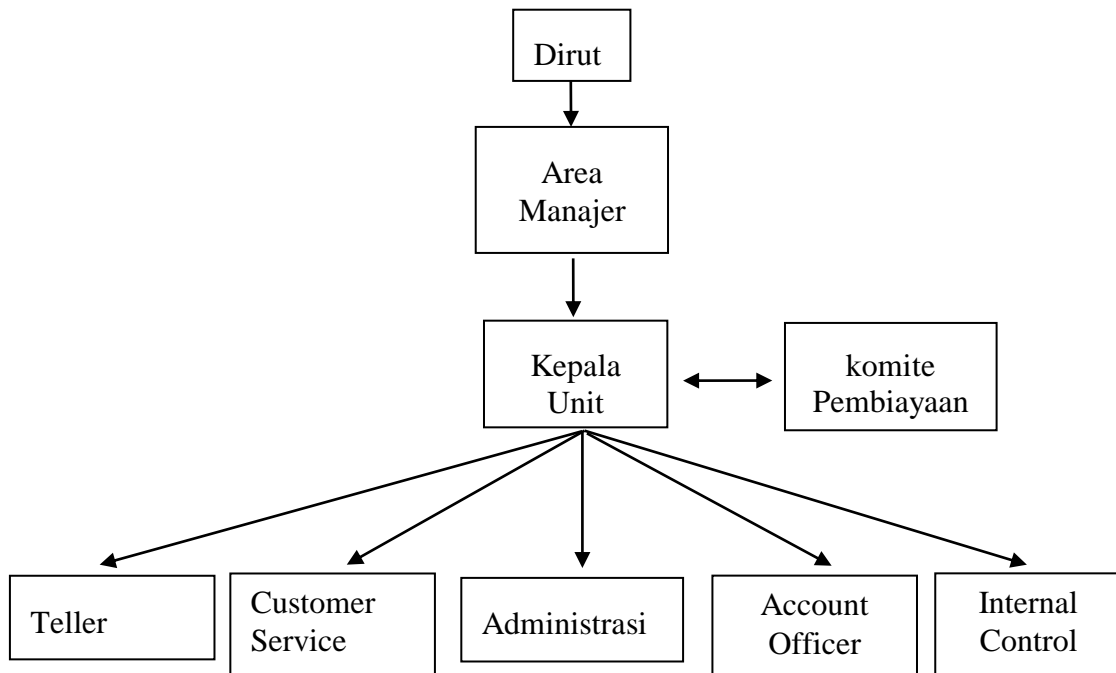 Dirut
Area
Manajer
Kepala
Unit
komite
Pembiayaan
Teller
Customer
Service
Administrasi
Account
Officer
Internal
Control